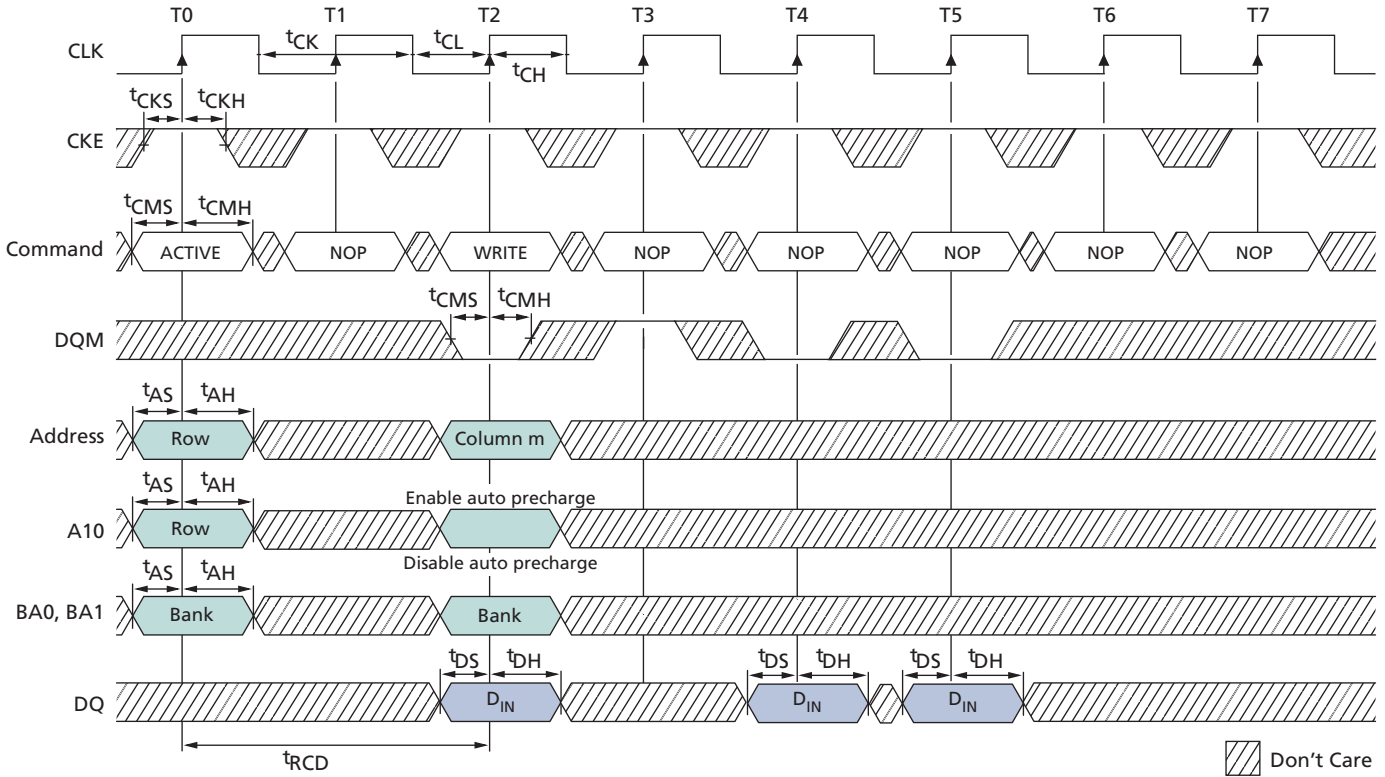 T0 T1 T2 T3 T4 T5 T6 T7
CLK
tCK tCL
tCH
tCKS tCKH
CKE
tCMS tCMH
Command ACTIVE NOP WRITE NOP NOP NOP NOP NOP
tCMS tCMH
DQM
tAS tAH
Address Row Column m
tAS tAH Enable auto precharge
A10 Row
Disable auto precharge
tAS tAH
BA0, BA1 Bank Bank
tDS tDH tDS tDH tDS tDH
DQ DIN DIN DIN
tRCD
Don't Care